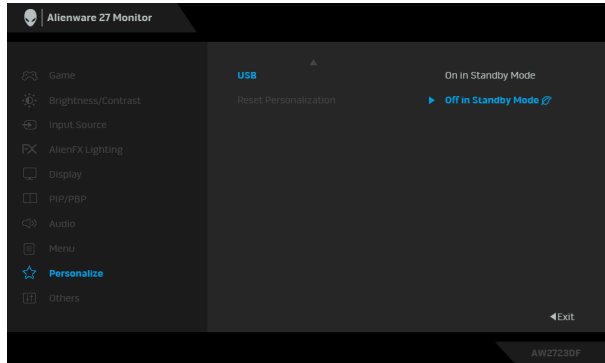 Alienware 27 Monitor
Game
Brightness/Contrast
Input Source
AlienFX Lighting
Display
PIP/PBP
Audio
Menu
Personalize
Others
USB
Reset Personalization
On in Standby Mode
Off in Standby Mode
Exit
AW2723DF